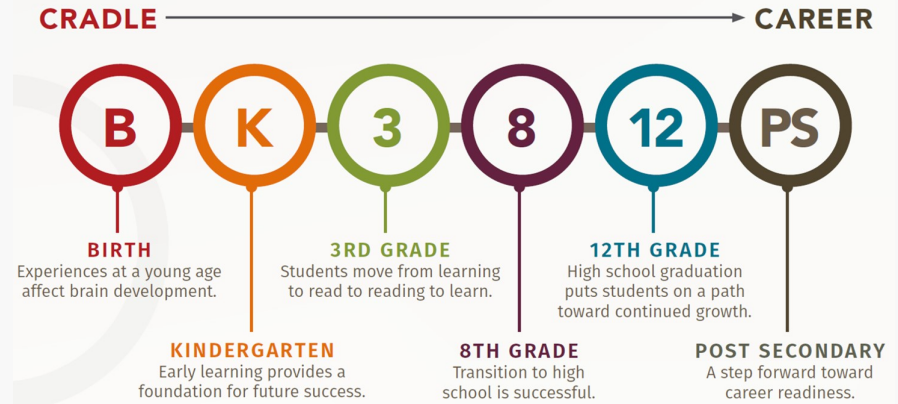 CRADLE CAREER
B K 3 8 12 PS
BIRTH
Experiences at a young age
affect brain development.
3RD GRADE
Students move from learning
to read to reading to learn.
12TH GRADE
High school graduation
puts students on a path
toward continued growth.
KINDERGARTEN
Early learning provides a
foundation for future success.
8TH GRADE
Transition to high
school is successful.
POST SECONDARY
A step forward toward
career readiness.